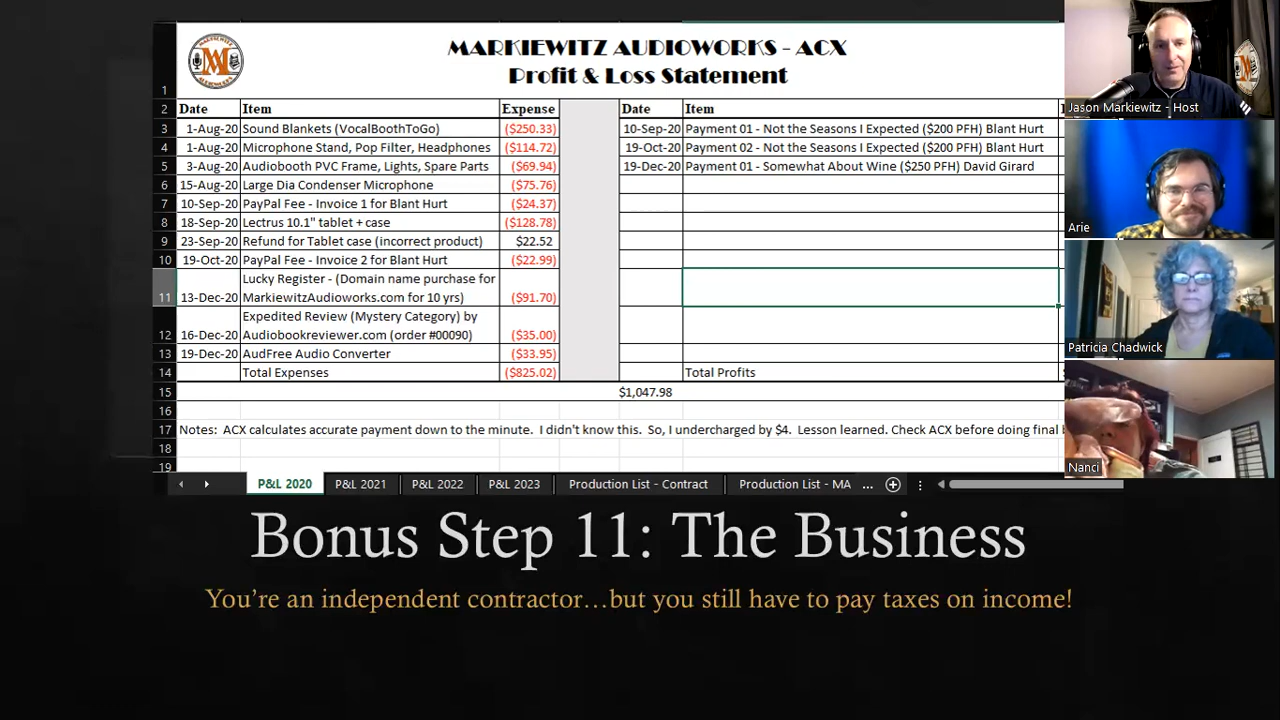 MARKIEWITZ AUDIOWORKS - ACX
Profit & Loss Statement
1
2 Date Item Expense Date Item
3 1-Aug-20 Sound Blankets (VocalBoothToGo) ($250.33) 10-Sep-20 Payment 01 - Not the Seasons I Expected ($200 PFH) Blant Hurt
4 1-Aug-20 Microphone Stand, Pop Filter, Headphones ($114.72) 19-Oct-20 Payment 02 - Not the Seasons I Expected ($200 PFH) Blant Hurt
5 3-Aug-20 Audiobooth PVC Frame, Lights, Spare Parts ($69.94) 19-Dec-20 Payment 01 - Somewhat About Wine ($250 PFH) David Girard
6 15-Aug-20 Large Dia Condenser Microphone ($75.76)
7 10-Sep-20 PayPal Fee - Invoice 1 for Blant Hurt ($24.37)
8 18-Sep-20 Lectrus 10.1" tablet + case ($128.78)
9 23-Sep-20 Refund for Tablet case (incorrect product) $22.52
10 19-Oct-20 PayPal Fee - Invoice 2 for Blant Hurt ($22.99)
Lucky Register - (Domain name purchase for
11 13-Dec-20 MarkiewitzAudioworks.com for 10 yrs) ($91.70)
Expedited Review (Mystery Category) by
12 16-Dec-20 Audiobookreviewer.com (order #00090) ($35.00)
13 19-Dec-20 AudFree Audio Converter ($33.95)
14 Total Expenses ($825.02) Total Profits
15 $1,047.98
16
17 Notes: ACX calculates accurate payment down to the minute. I didn't know this. So, I undercharged by $4. Lesson learned. Check ACX before doing final
18
19
P&L 2020 P&L 2021 P&L 2022 P&L 2023 Production List - Contract Production List - MA ...
Jason Markiewitz - Host
Arie
Patricia Chadwick
Nanci
Bonus Step 11: The Business
You're an independent contractor...but you still have to pay taxes on income!